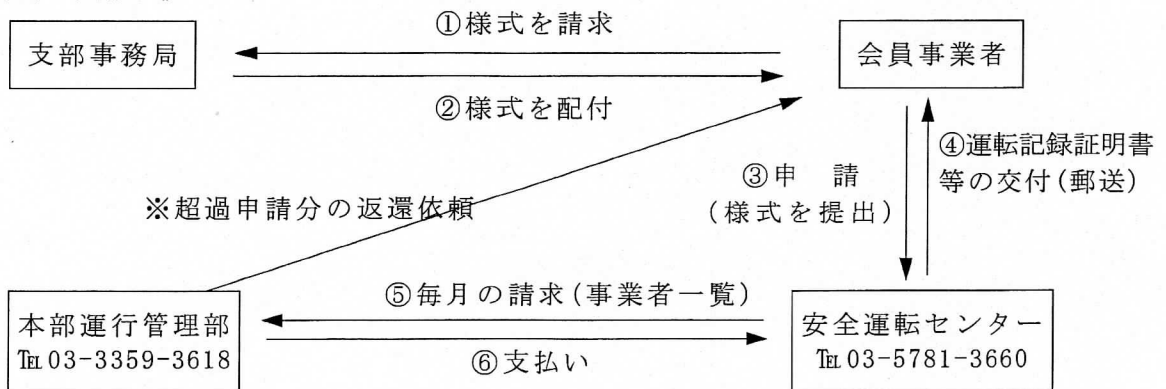 ①様式を請求
支部事務局
会員事業者
②様式を配付
③申　請
(様式を提出)
④運転記録証明書
等の交付(郵送)
※超過申請分の返還依頼
⑤毎月の請求(事業者一覧)
本部運行管理部
℡03-3359-3618
安全運転センター
℡03-5781-3660
⑥支払い